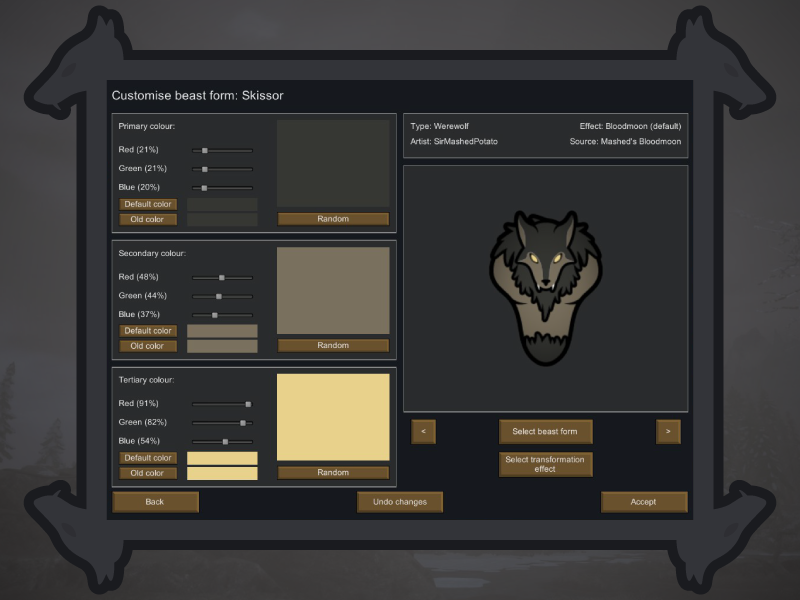 Customise beast form: Skissor
Primary colour:
Red (21%)
Green (21%)
Blue (20%)
Default color
Old color
Random
Secondary colour:
Red (48%)
Green (44%)
Blue (37%)
Default color
Old color
Random
Tertiary colour:
Red (91%)
Green (82%)
Blue (54%)
Default color
Old color
Random
Type: Werewolf
Effect: Bloodmoon (default)
Artist: SirMashedPotato
Source: Mashed's Bloodmoon
<
Select beast form
>
Select transformation
effect
Back
Undo changes
Accept